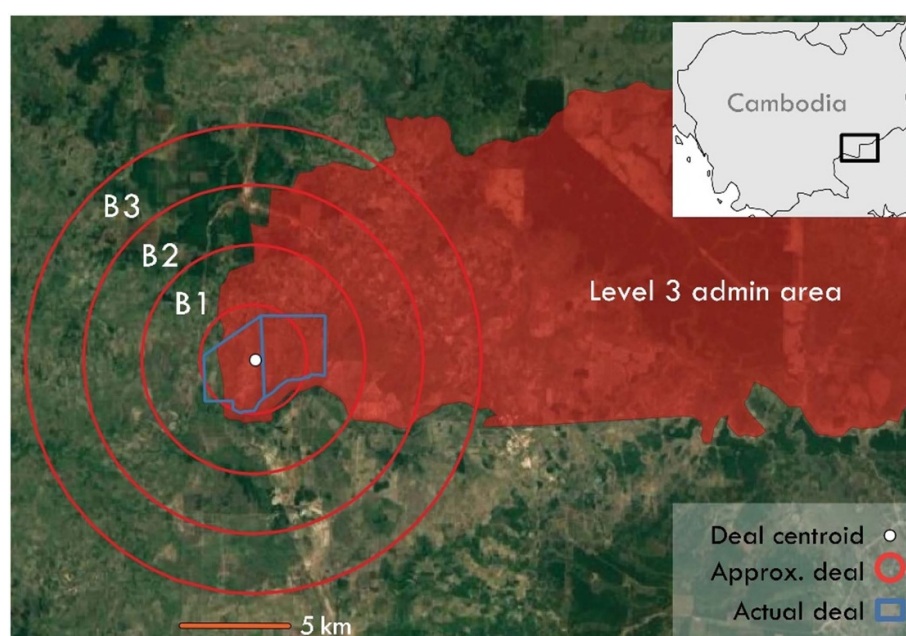 Cambodia
B3
B2
B1
Level 3 admin area
Deal centroid
Approx. deal
Actual deal
5 km